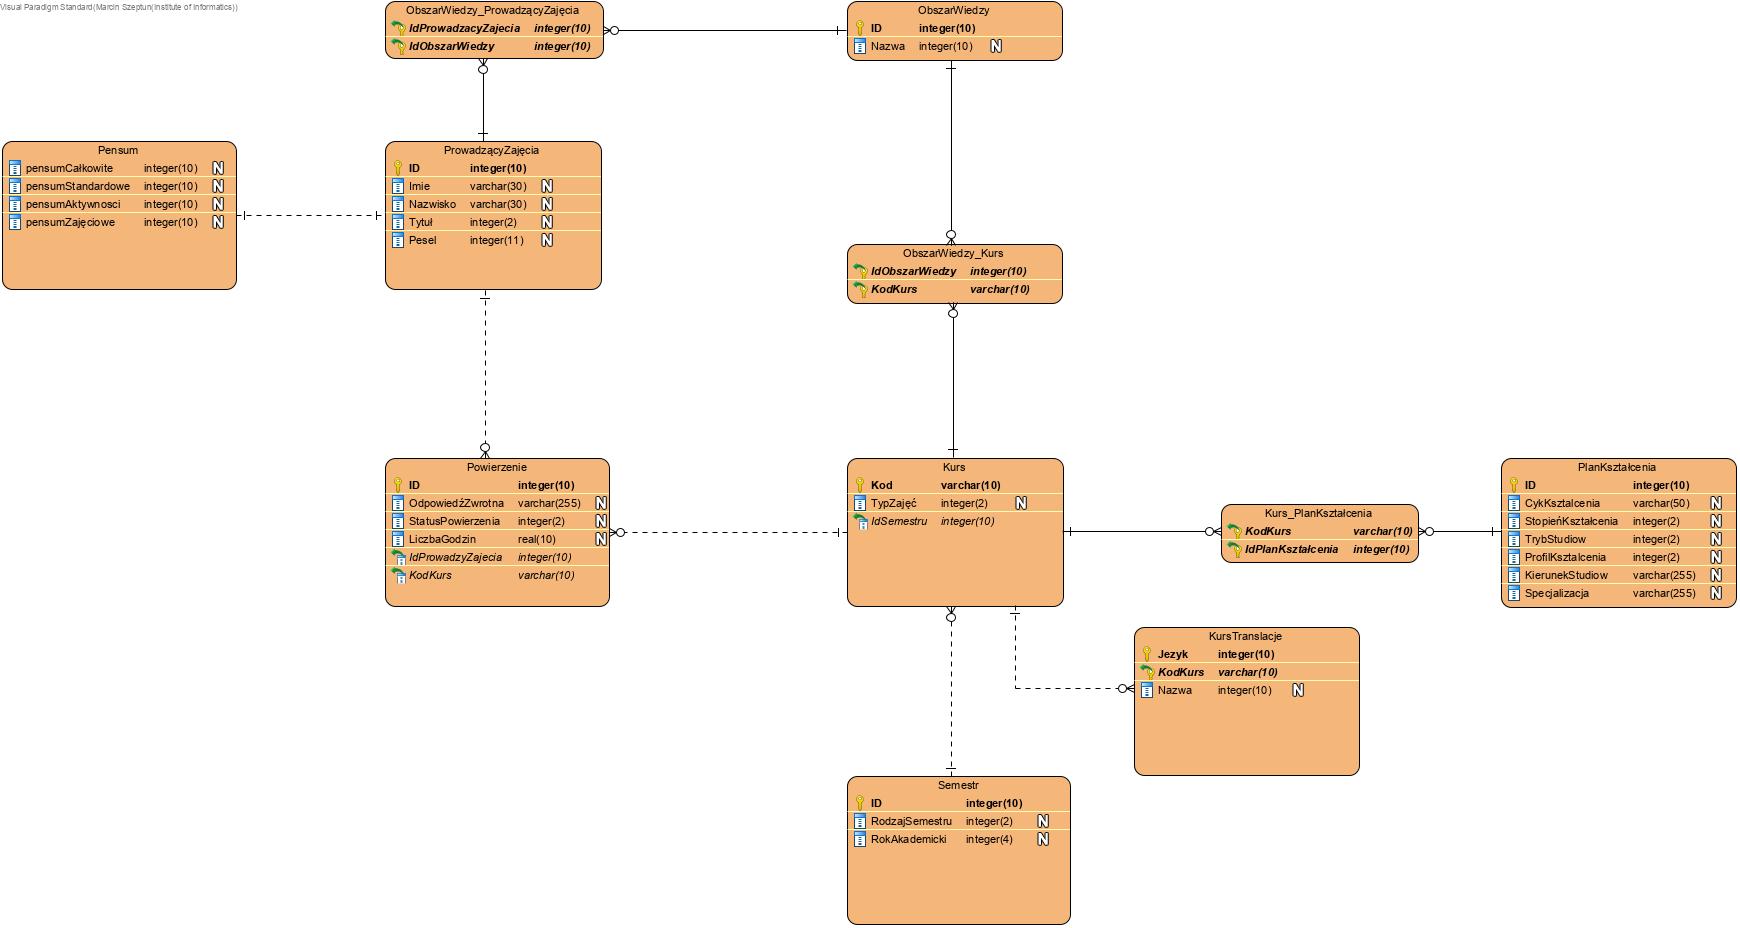 Visual Paradigm Standard(Marcin Szeptun(Institute of Informatics))
ObszarWiedzy_ProwadzącyZajęcia
IdProwadzacyZajecia integer(10)
IdObszarWiedzy integer(10)
ObszarWiedzy
ID integer(10)
Nazwa integer(10) N
Pensum
pensumCałkowite integer(10) N
pensumStandardowe integer(10) N
pensumAktywnosci integer(10) N
pensumZajęciowe integer(10) N
ProwadzącyZajęcia
ID integer(10)
Imie varchar(30) N
Nazwisko varchar(30) N
Tytuł integer(2) N
Pesel integer(11) N
ObszarWiedzy_Kurs
IdObszarWiedzy integer(10)
KodKurs varchar(10)
Powierzenie
ID integer(10)
OdpowiedźZwrotna varchar(255) N
StatusPowierzenia integer(2) N
LiczbaGodzin real(10) N
IdProwadzyZajecia integer(10)
KodKurs varchar(10)
Kurs
Kod varchar(10)
TypZajęć integer(2) N
IdSemestru integer(10)
Kurs_PlanKształcenia
KodKurs varchar(10)
IdPlanKształcenia integer(10)
PlanKształcenia
ID integer(10)
CykKsztalcenia varchar(50) N
StopieńKształcenia integer(2) N
TrybStudiow integer(2) N
ProfilKsztalcenia integer(2) N
KierunekStudiow varchar(255) N
Specjalizacja varchar(255) N
KursTranslacje
Jezyk integer(10)
KodKurs varchar(10)
Nazwa integer(10) N
Semestr
ID integer(10)
RodzajSemestru integer(2) N
RokAkademicki integer(4) N